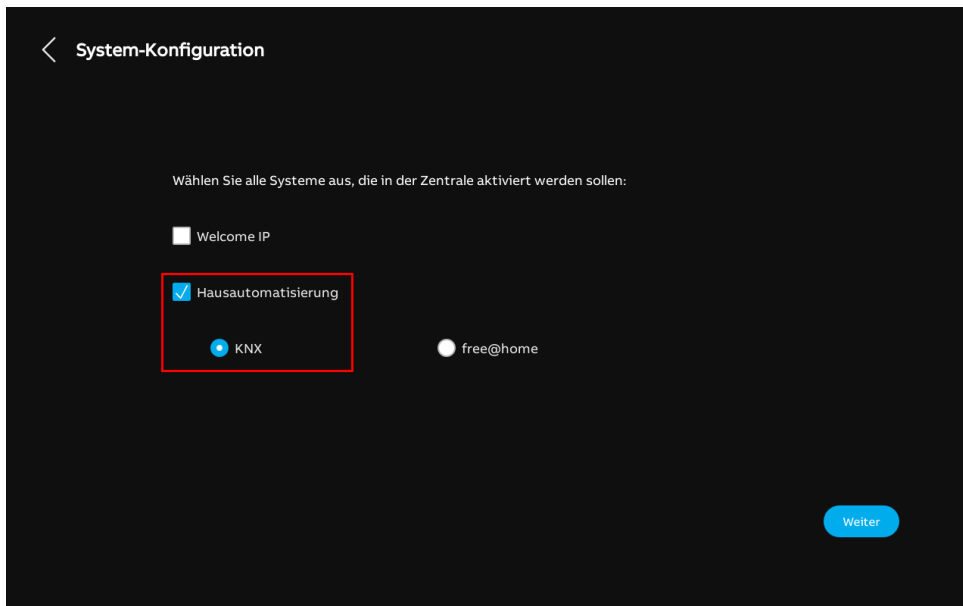 System-Konfiguration
Wählen Sie alle Systeme aus, die in der Zentrale aktiviert werden sollen:
Welcome IP
Hausautomatisierung
KNX free@home
Weiter